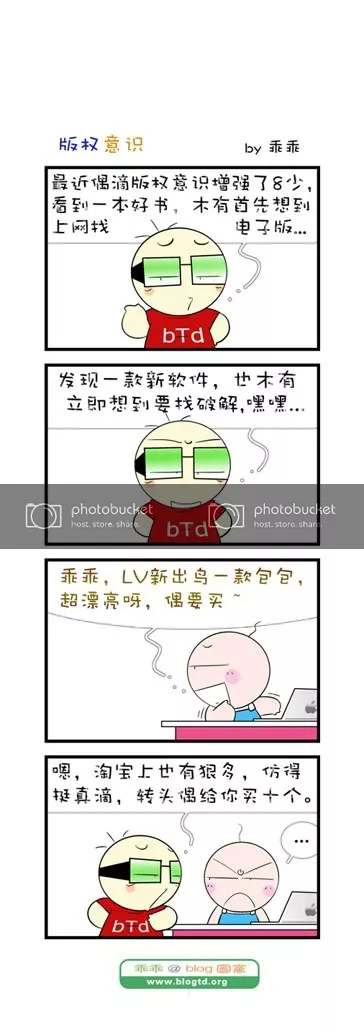 版权意识
by 乖乖
最近偶滴版权意识增强了8少,
看到一本好书，木有首先想到
上网找 电子版...
bTd
发现一款新软件，也木有
立即想到要找破解,嘿嘿...
bTd
photobucket
host. store. share.
photobucket
host. store. share.
乖乖，LV新出鸟一款包包,
超漂亮呀，偶要买~
嗯，淘宝上也有狠多，仿得
挺真滴，转头偶给你买十个。
...
bTd
乖乖@blog國家
www.blogtd.org